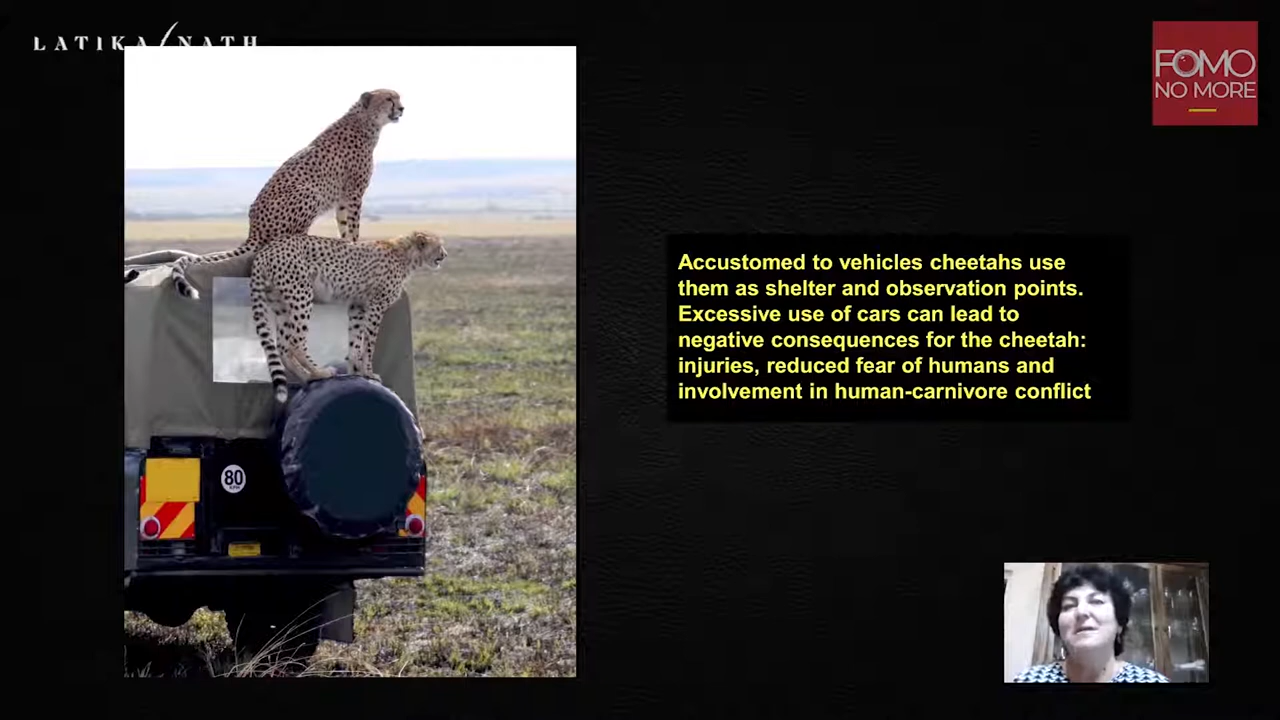 LATIKA NATH
FOMO
NO MORE
Accustomed to vehicles cheetahs use
them as shelter and observation points.
Excessive use of cars can lead to
negative consequences for the cheetah:
injuries, reduced fear of humans and
involvement in human-carnivore conflict
80